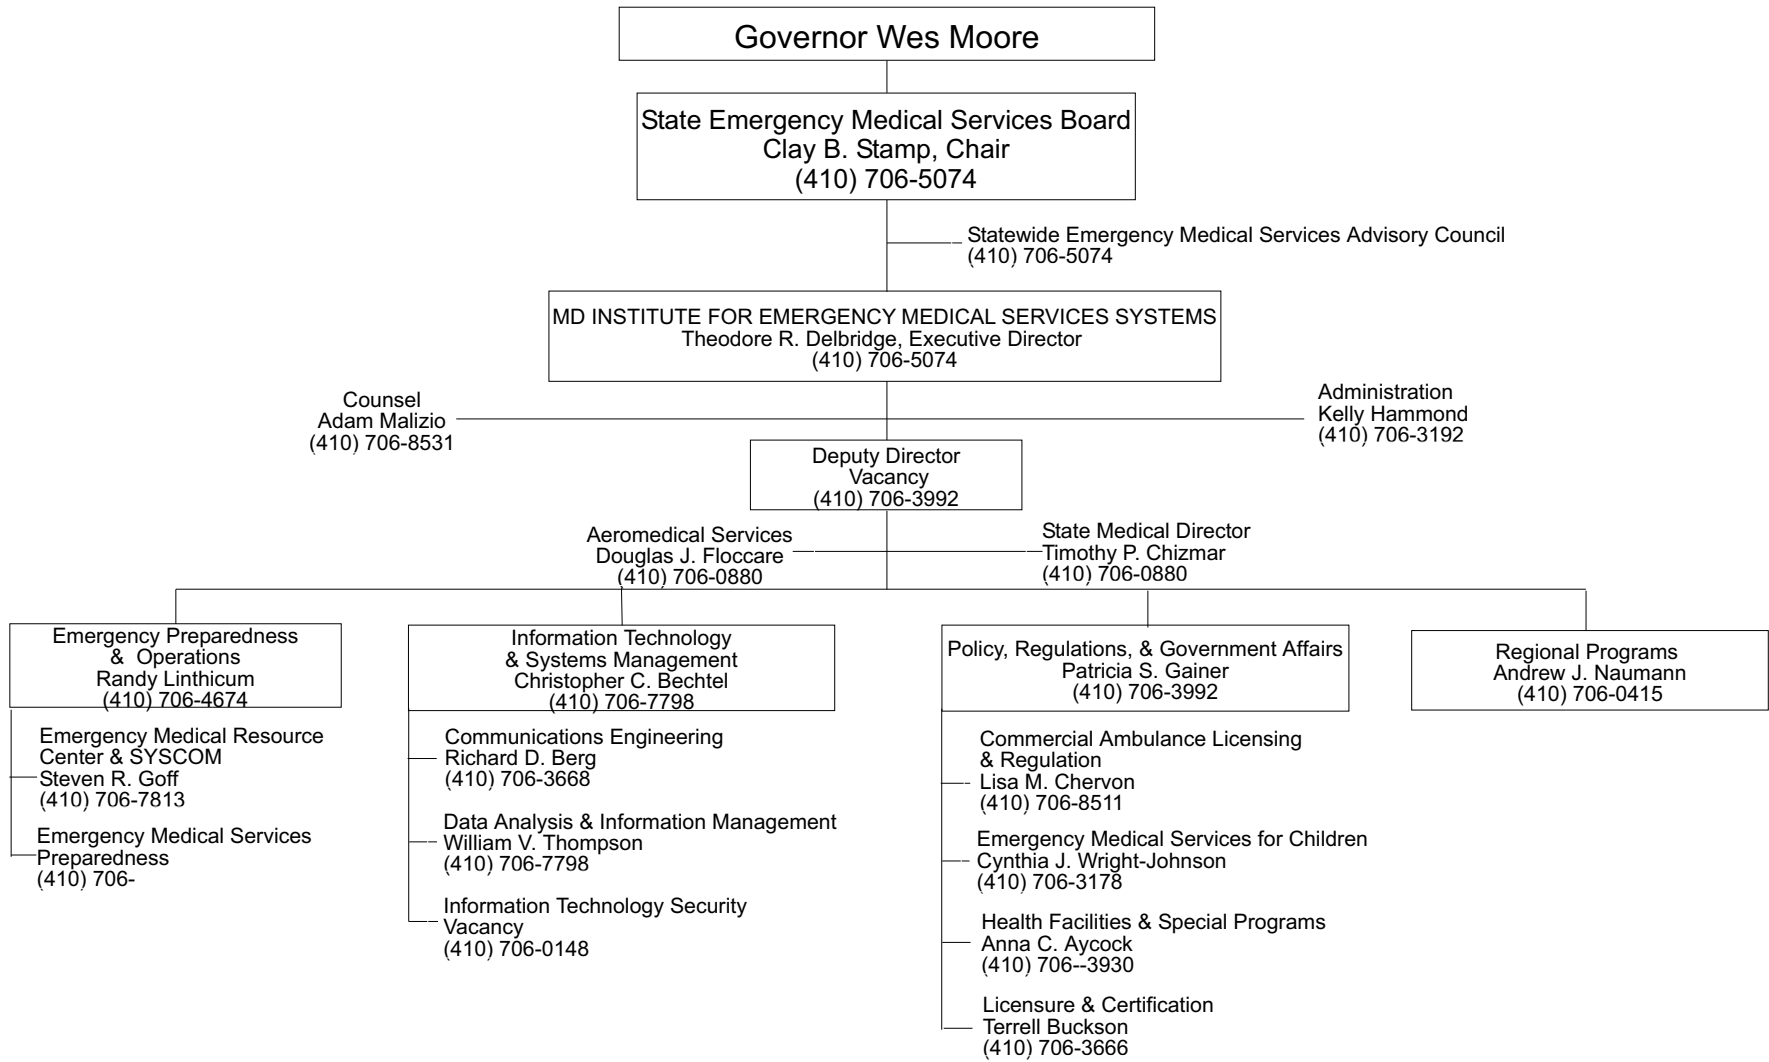 Governor Wes Moore
State Emergency Medical Services Board
Clay B. Stamp, Chair
(410) 706-5074
Statewide Emergency Medical Services Advisory Council
(410) 706-5074
MD INSTITUTE FOR EMERGENCY MEDICAL SERVICES SYSTEMS
Theodore R. Delbridge, Executive Director
(410) 706-5074
Counsel
Adam Malizio
(410) 706-8531
Administration
Kelly Hammond
(410) 706-3192
Deputy Director
Vacancy
(410) 706-3992
Aeromedical Services
Douglas J. Floccare
(410) 706-0880
State Medical Director
Timothy P. Chizmar
(410) 706-0880
Emergency Preparedness
& Operations
Randy Linthicum
(410) 706-4674
Emergency Medical Resource
Center & SYSCOM
Steven R. Goff
(410) 706-7813
Emergency Medical Services
Preparedness
(410) 706-
Information Technology
& Systems Management
Christopher C. Bechtel
(410) 706-7798
Communications Engineering
Richard D. Berg
(410) 706-3668
Data Analysis & Information Management
William V. Thompson
(410) 706-7798
Information Technology Security
Vacancy
(410) 706-0148
Policy, Regulations, & Government Affairs
Patricia S. Gainer
(410) 706-3992
Commercial Ambulance Licensing
& Regulation
Lisa M. Chervon
(410) 706-8511
Emergency Medical Services for Children
Cynthia J. Wright-Johnson
(410) 706-3178
Health Facilities & Special Programs
Anna C. Aycock
(410) 706--3930
Licensure & Certification
Terrell Buckson
(410) 706-3666
Regional Programs
Andrew J. Naumann
(410) 706-0415